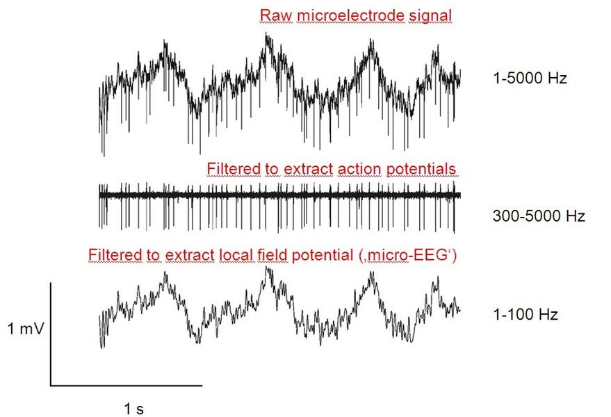 Raw microelectrode signal
1-5000 Hz
Filtered to extract action potentials
300-5000 Hz
Filtered to extract local field potential (‚micro-EEG‘)
1-100 Hz
1 mV
1 s